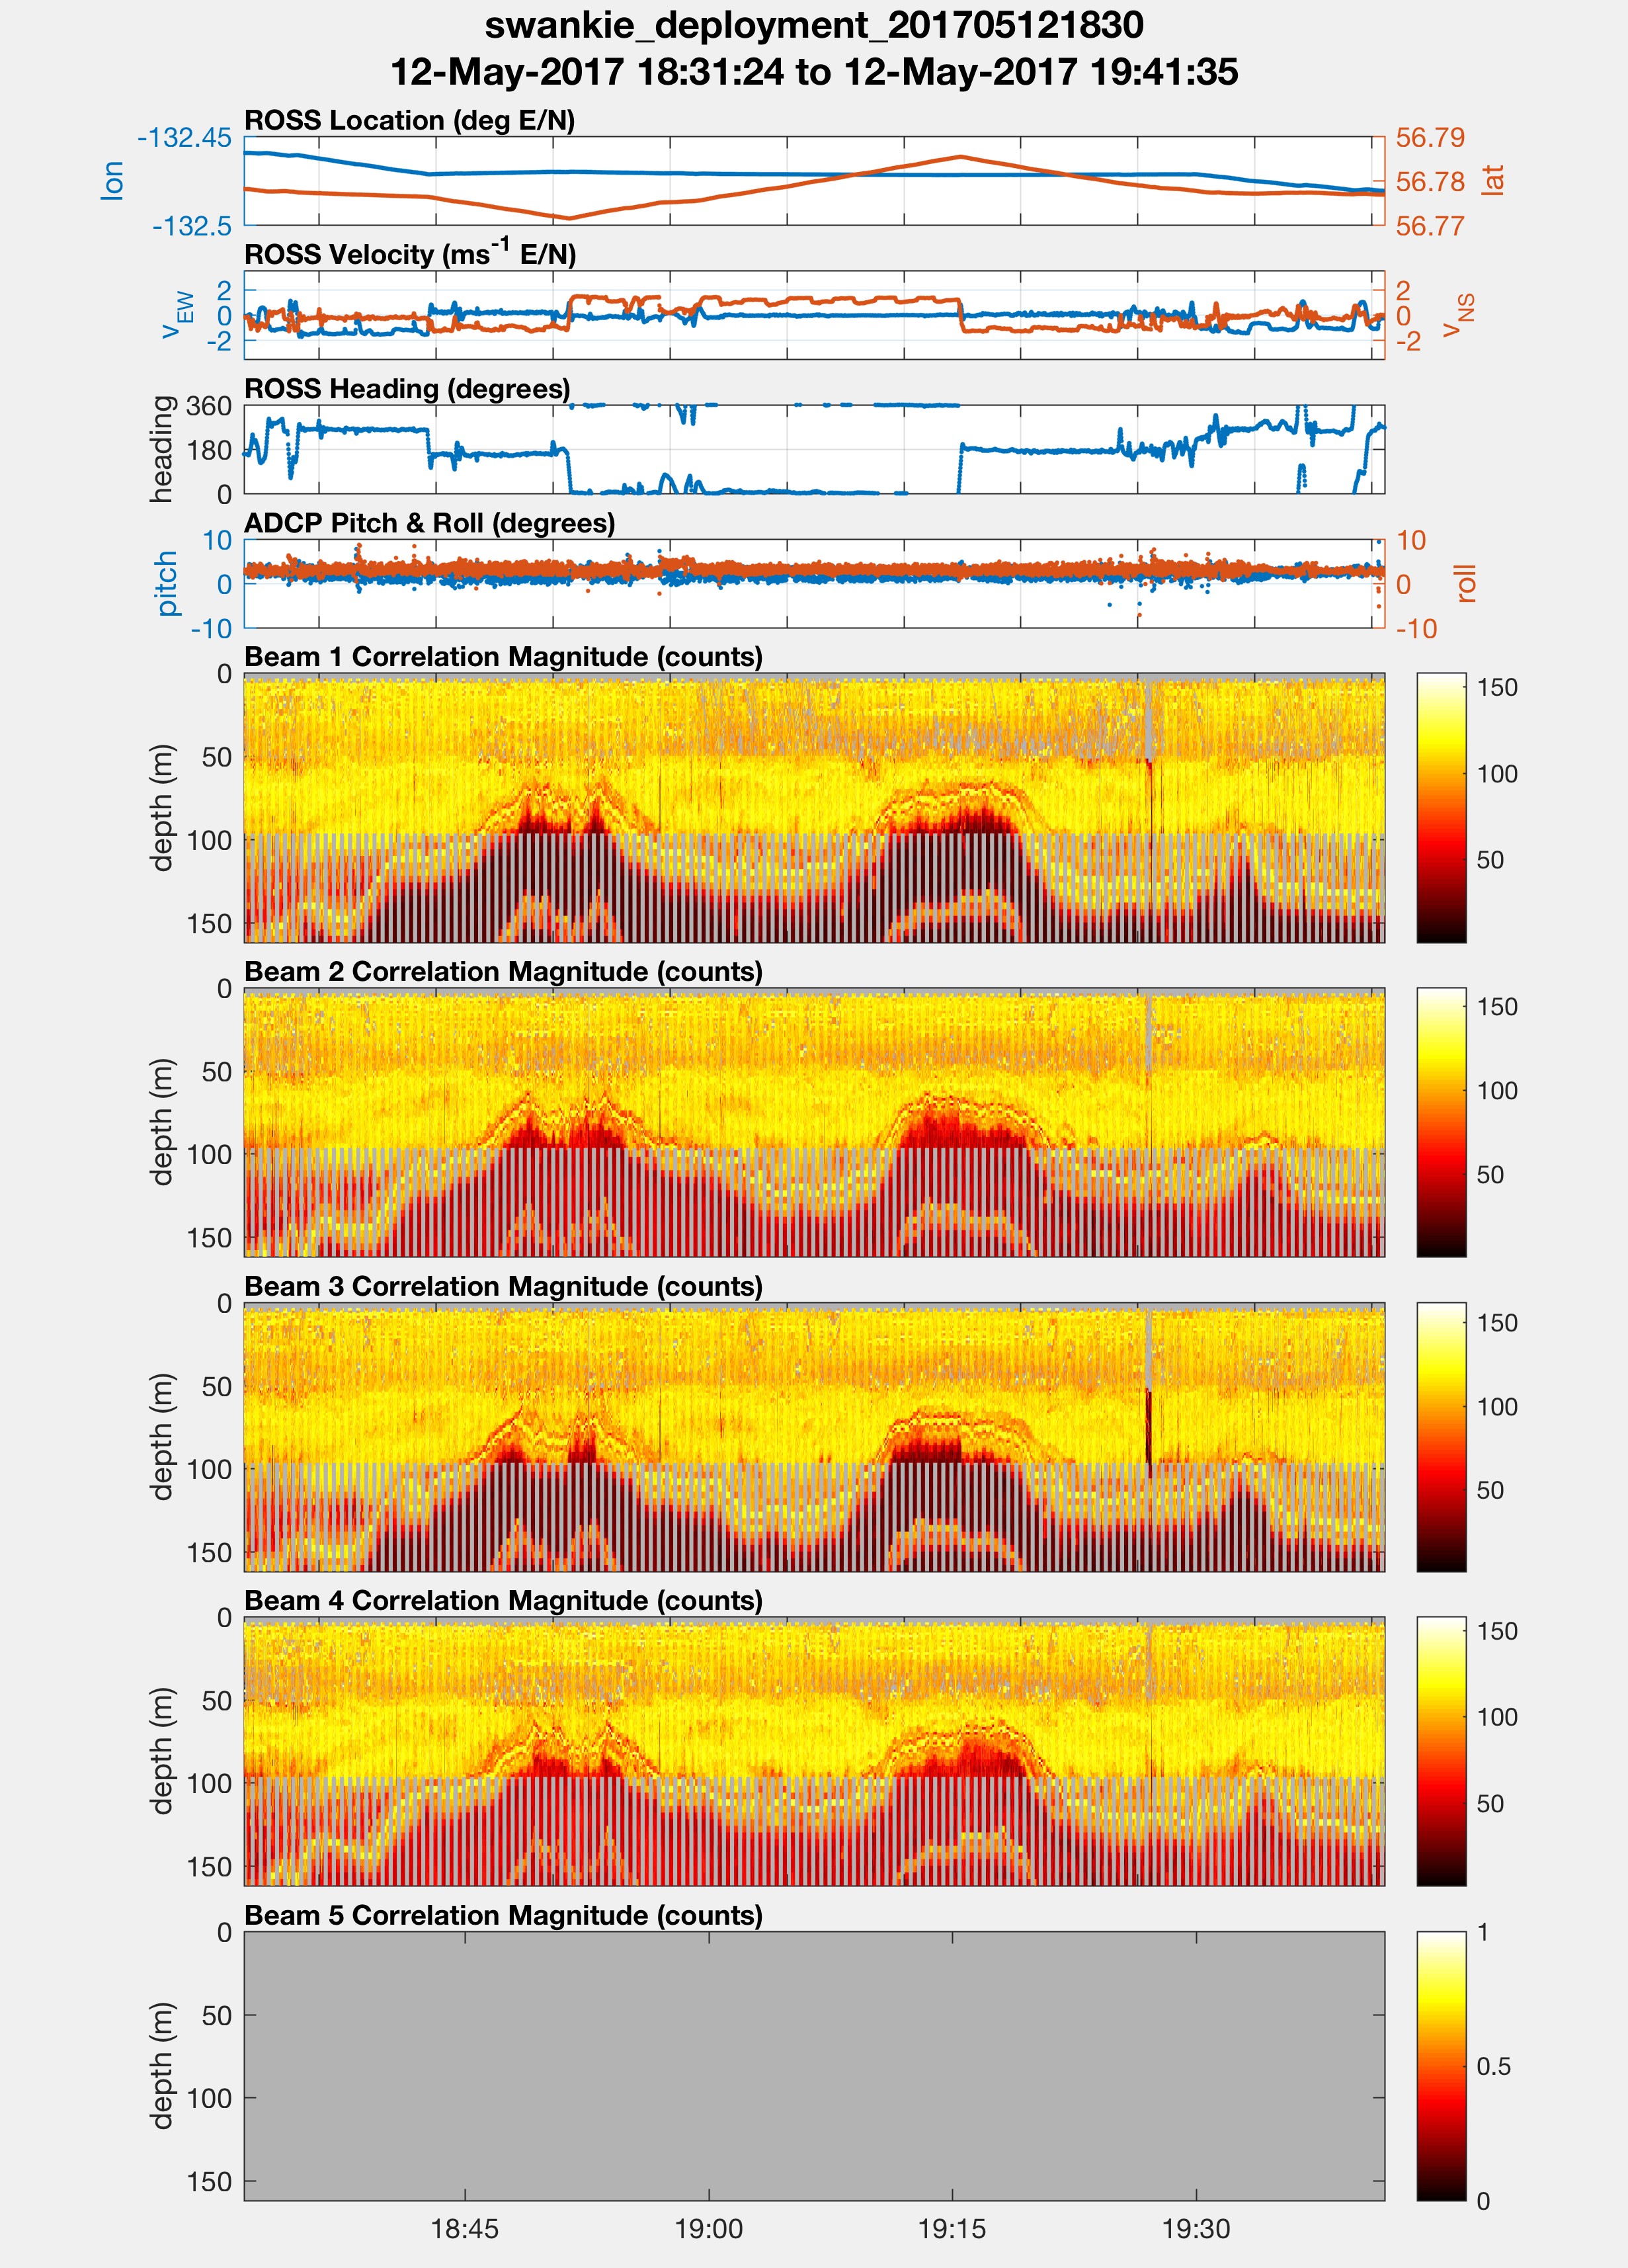 swankie_deployment_201705121830
12-May-2017 18:31:24 to 12-May-2017 19:41:35
ROSS Location (deg E/N)
-132.45
-132.5
lon
56.79
56.78
56.77
lat
ROSS Velocity (ms-1 E/N)
2
0
-2
vEW
2
0
-2
vNS
ROSS Heading (degrees)
360
180
0
heading
ADCP Pitch & Roll (degrees)
10
0
-10
pitch
10
0
-10
roll
Beam 1 Correlation Magnitude (counts)
0
50
100
150
depth (m)
150
100
50
Beam 2 Correlation Magnitude (counts)
0
50
100
150
depth (m)
150
100
50
Beam 3 Correlation Magnitude (counts)
0
50
100
150
depth (m)
150
100
50
Beam 4 Correlation Magnitude (counts)
0
50
100
150
depth (m)
150
100
50
Beam 5 Correlation Magnitude (counts)
0
50
100
150
depth (m)
1
0.5
0
18:45 19:00 19:15 19:30